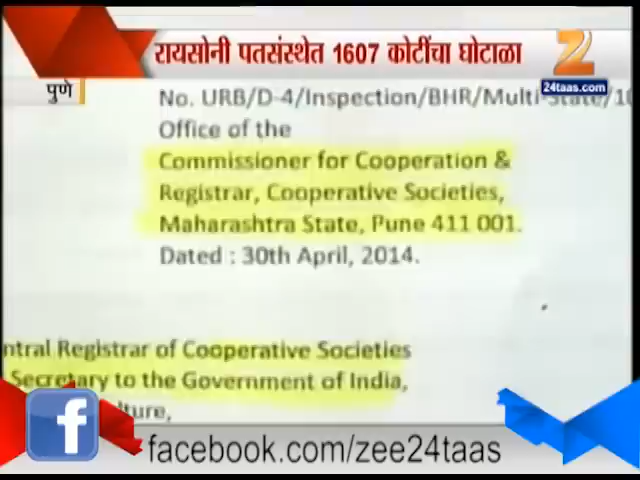 रायसोनी पतसंस्थेत 1607 कोटींचा घोटाळा
24taas.com
पुणे
No. URB/D-4/Inspection/BHR/Multi-State/10
Office of the
Commissioner for Cooperation &
Registrar, Cooperative Societies,
Maharashtra State, Pune 411 001.
Dated : 30th April, 2014.
ntral Registrar of Cooperative Societies
Secretary to the Government of India,
lture,
facebook.com/zee24taas